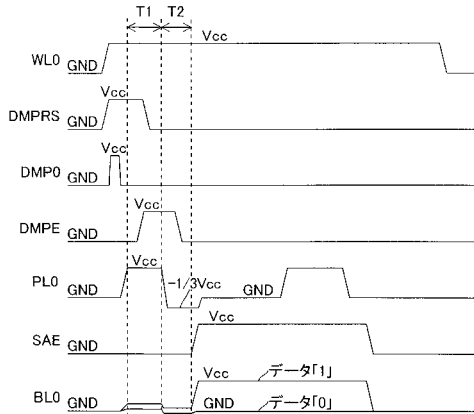 T1 T2
Vcc
WL0 GND
Vcc
DMPRS GND
Vcc
DMP0 GND
Vcc
DMPE GND
Vcc -1/3Vcc
PL0 GND GND
Vcc
SAE GND
Vcc データ「1」
BL0 GND GND データ「0」